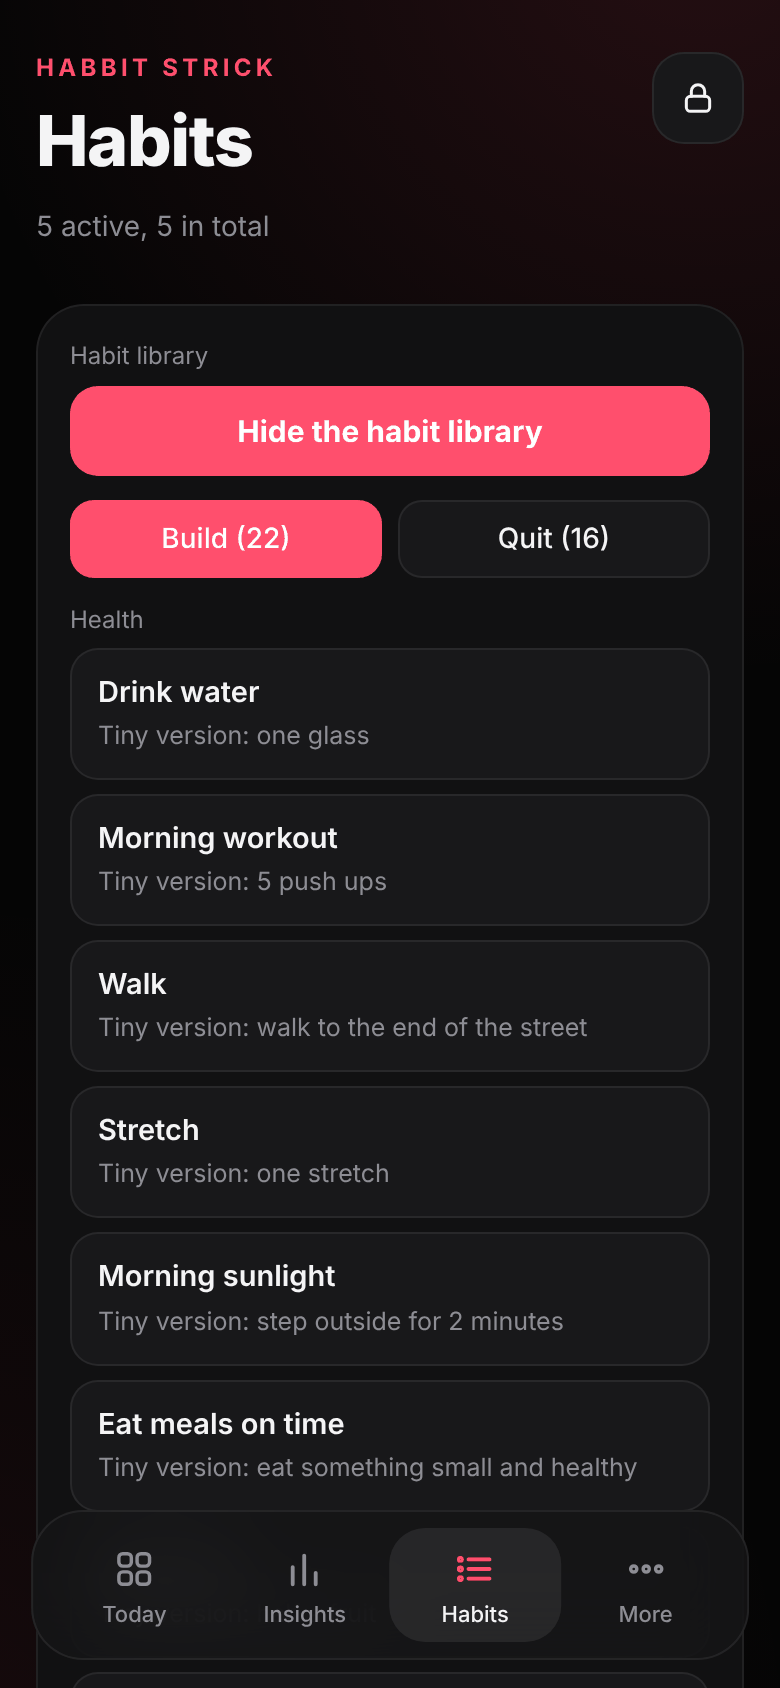 HABBIT STRICK
Habits
5 active, 5 in total
Habit library
Hide the habit library
Build (22)
Quit (16)
Health
Drink water
Tiny version: one glass
Morning workout
Tiny version: 5 push ups
Walk
Tiny version: walk to the end of the street
Stretch
Tiny version: one stretch
Morning sunlight
Tiny version: step outside for 2 minutes
Eat meals on time
Tiny version: eat something small and healthy
Today
Insights
Habits
More